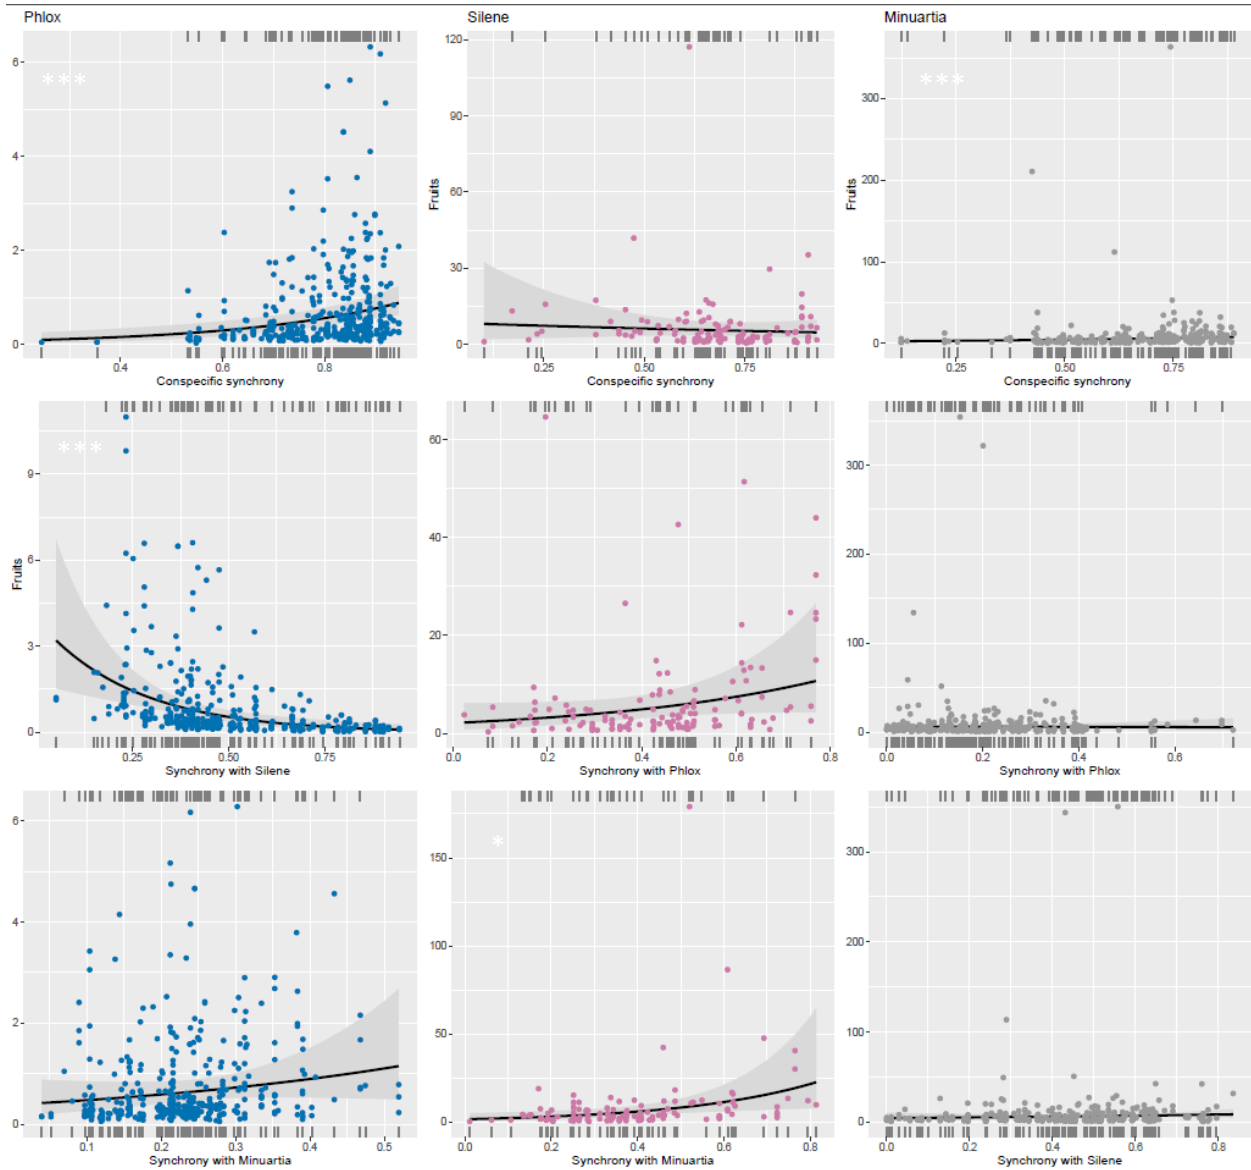 Phlox Silene Minuartia
6 4 2 0
***
0.4 0.6 0.8
Conspecific synchrony
Fruits
120 90 60 30 0
0.25 0.50 0.75
Conspecific synchrony
Fruits
300 200 100 0
***
0.25 0.50 0.75
Conspecific synchrony
Fruits
9 6 3 0
***
0.25 0.50 0.75
Synchrony with Silene
60 40 20 0
0.0 0.2 0.4 0.6 0.8
Synchrony with Phlox
300 200 100 0
0.0 0.2 0.4 0.6
Synchrony with Phlox
6 4 2 0
0.1 0.2 0.3 0.4 0.5
Synchrony with Minuartia
150 100 50 0
*
0.0 0.2 0.4 0.6 0.8
Synchrony with Minuartia
300 200 100 0
0.0 0.2 0.4 0.6 0.8
Synchrony with Silene